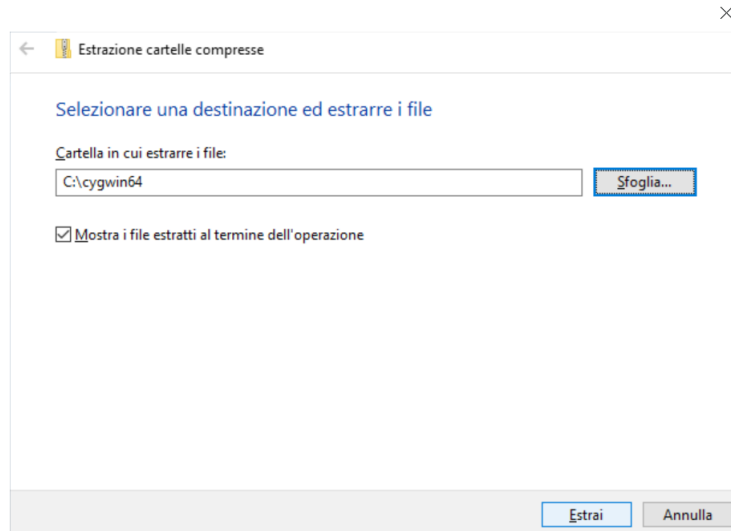 Estrazione cartelle compresse
Selezionare una destinazione ed estrarre i file
Cartella in cui estrarre i file:
C:\cygwin64
Sfoglia...
Mostra i file estratti al termine dell'operazione
Estrai
Annulla